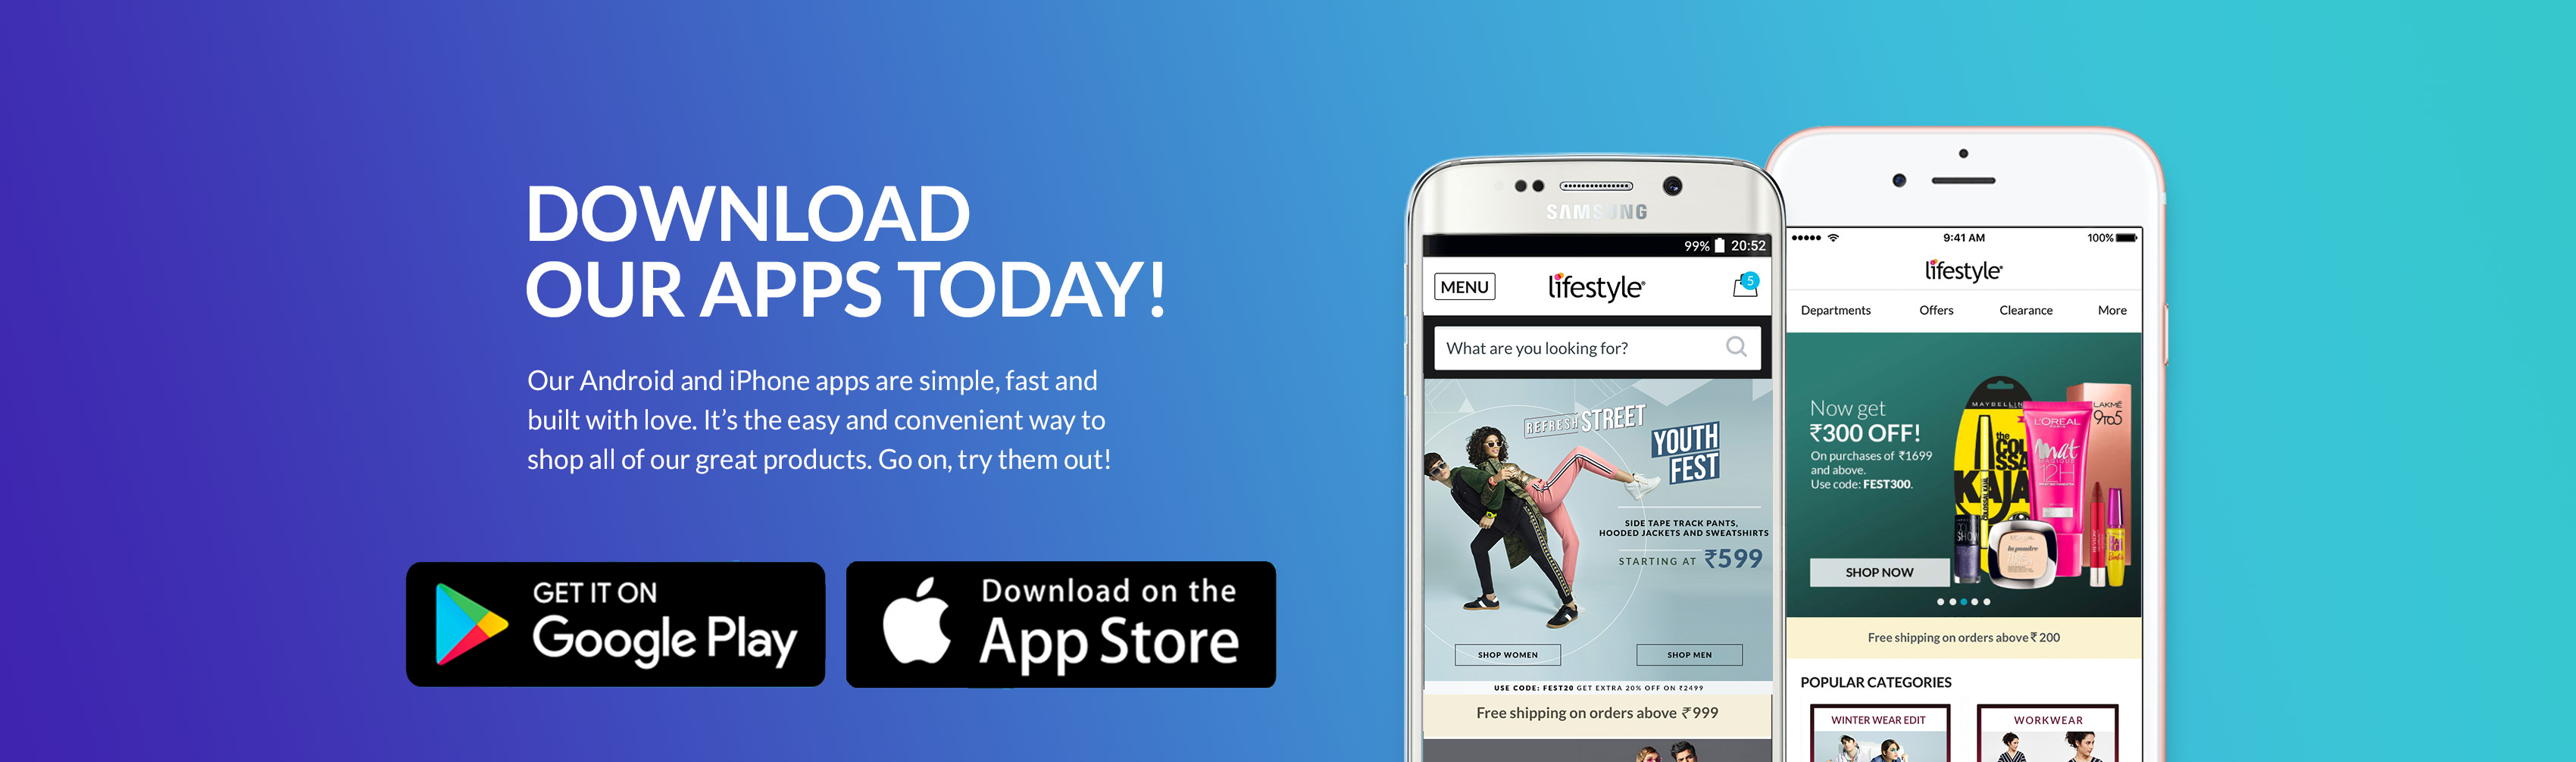 DOWNLOAD
OUR APPS TODAY!
Our Android and iPhone apps are simple, fast and
built with love. It’s the easy and convenient way to
shop all of our great products. Go on, try them out!
GET IT ON
Google Play
Download on the
App Store
SAMSUNG
99% 20:52
MENU
lifestyle
5
What are you looking for?
REFRESH STREET
YOUTH
FEST
SIDE TAPE TRACK PANTS,
HOODED JACKETS AND SWEATSHIRTS
STARTING AT ₹599
SHOP WOMEN
SHOP MEN
USE CODE: FEST20 GET EXTRA 20% OFF ON ₹2499
Free shipping on orders above ₹999
9:41 AM
100%
lifestyle
Departments Offers Clearance More
Now get
₹300 OFF!
On purchases of ₹1699
and above.
Use code: FEST300.
SHOP NOW
L'ORÉAL
LAKMÉ
9TO5
Free shipping on orders above ₹ 200
POPULAR CATEGORIES
WINTER WEAR EDIT
WORKWEAR